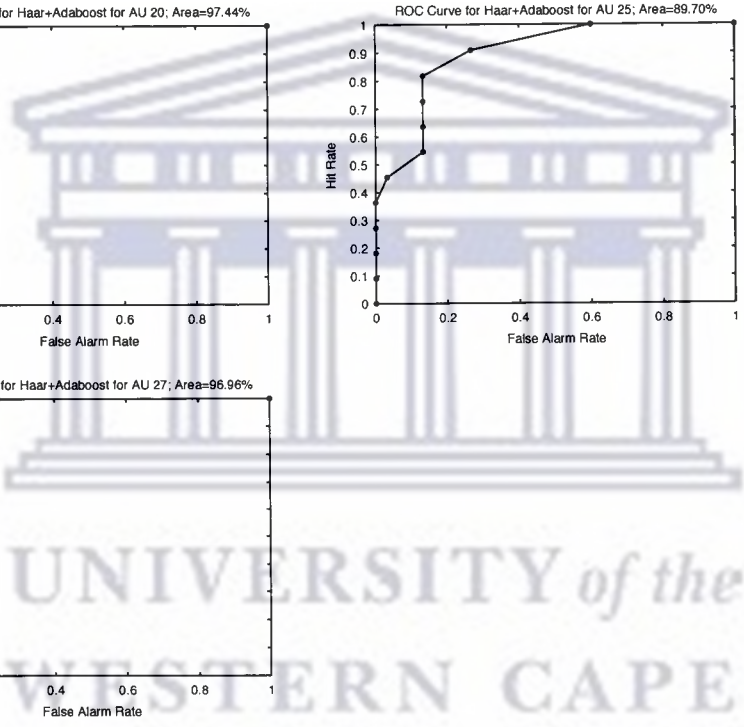 for Haar+Adaboost for AU 20; Area=97.44%
0.4 0.6 0.8 1
False Alarm Rate
ROC Curve for Haar+Adaboost for AU 25; Area=89.70%
1
0.9
0.8
0.7
0.6
0.5
0.4
0.3
0.2
0.1
0
Hit Rate
0 0.2 0.4 0.6 0.8 1
False Alarm Rate
for Haar+Adaboost for AU 27; Area=96.96%
0.4 0.6 0.8 1
False Alarm Rate
UNIVERSITY of the
WESTERN CAPE